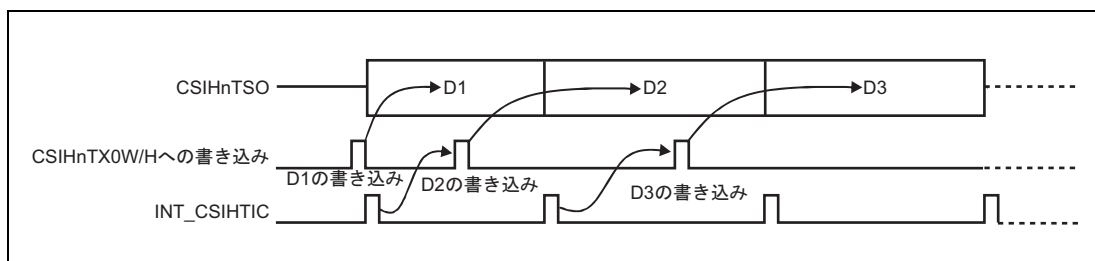 CSIHnTSO
D1
D2
D3
CSIHnTX0W/Hへの書き込み
D1の書き込み
D2の書き込み
D3の書き込み
INT_CSIHTIC